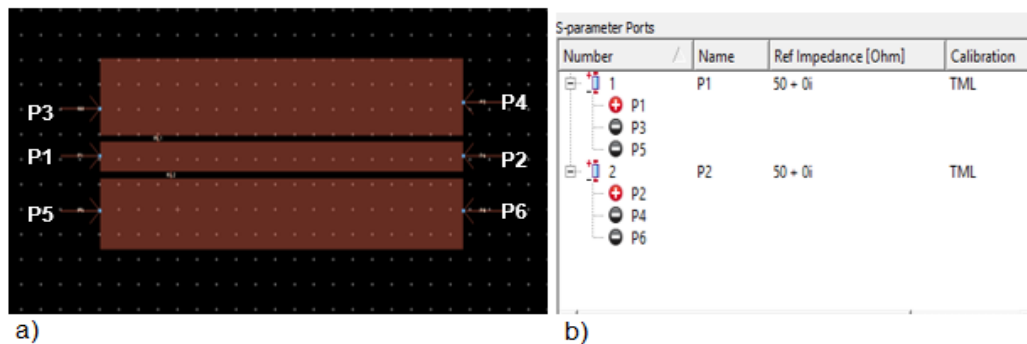 P3
P4
P1
P2
P5
P6
a)
S-parameter Ports
Number Name Ref Impedance [Ohm] Calibration
1 P1 50 + 0i TML
P1
P3
P5
2 P2 50 + 0i TML
P2
P4
P6
b)